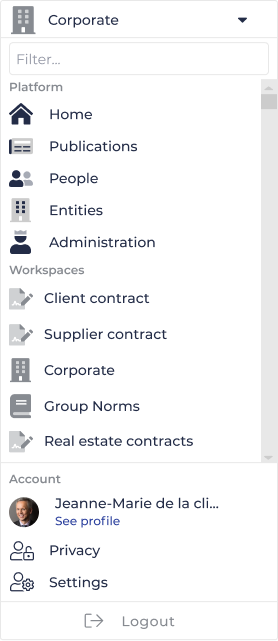 Corporate
Filter...
Platform
Home
Publications
People
Entities
Administration
Workspaces
Client contract
Supplier contract
Corporate
Group Norms
Real estate contracts
Account
Jeanne-Marie de la cli...
See profile
Privacy
Settings
Logout